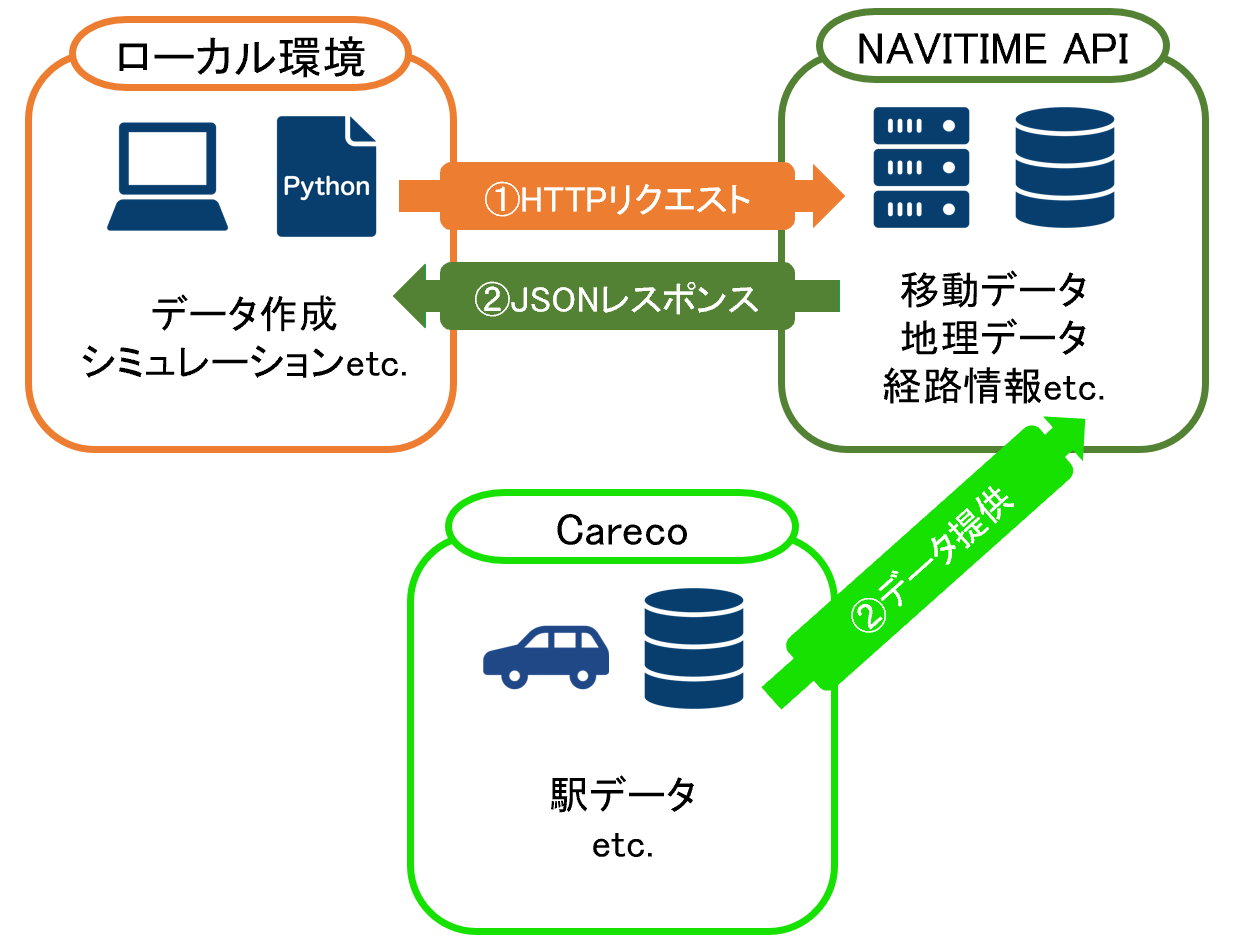 ローカル環境
NAVITIME API
Python
①HTTPリクエスト
②JSONレスポンス
データ作成
シミュレーションetc.
移動データ
地理データ
経路情報etc.
②データ提供
Careco
駅データ
etc.